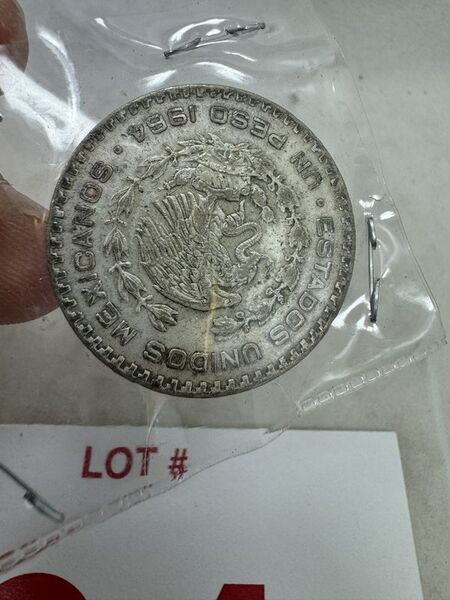 ESTADOS UNIDOS MEXICANOS
· UN PESO 1964 ·
LOT #